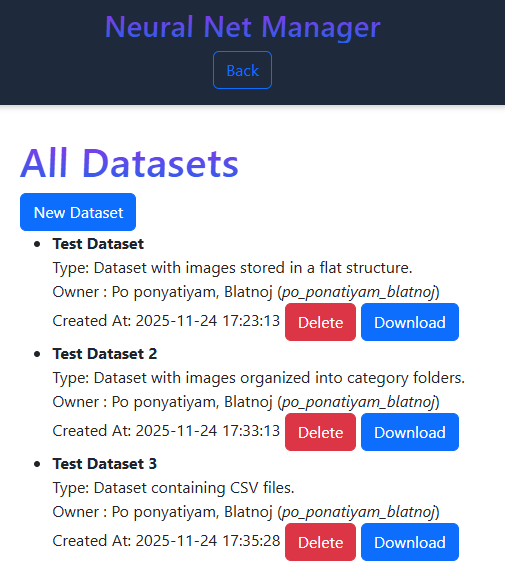 Neural Net Manager
Back
All Datasets
New Dataset
Test Dataset
Type: Dataset with images stored in a flat structure.
Owner : Po ponyatiyam, Blatnoj (po_ponatiyam_blatnoj)
Created At: 2025-11-24 17:23:13 Delete Download
Test Dataset 2
Type: Dataset with images organized into category folders.
Owner : Po ponyatiyam, Blatnoj (po_ponatiyam_blatnoj)
Created At: 2025-11-24 17:33:13 Delete Download
Test Dataset 3
Type: Dataset containing CSV files.
Owner : Po ponyatiyam, Blatnoj (po_ponatiyam_blatnoj)
Created At: 2025-11-24 17:35:28 Delete Download